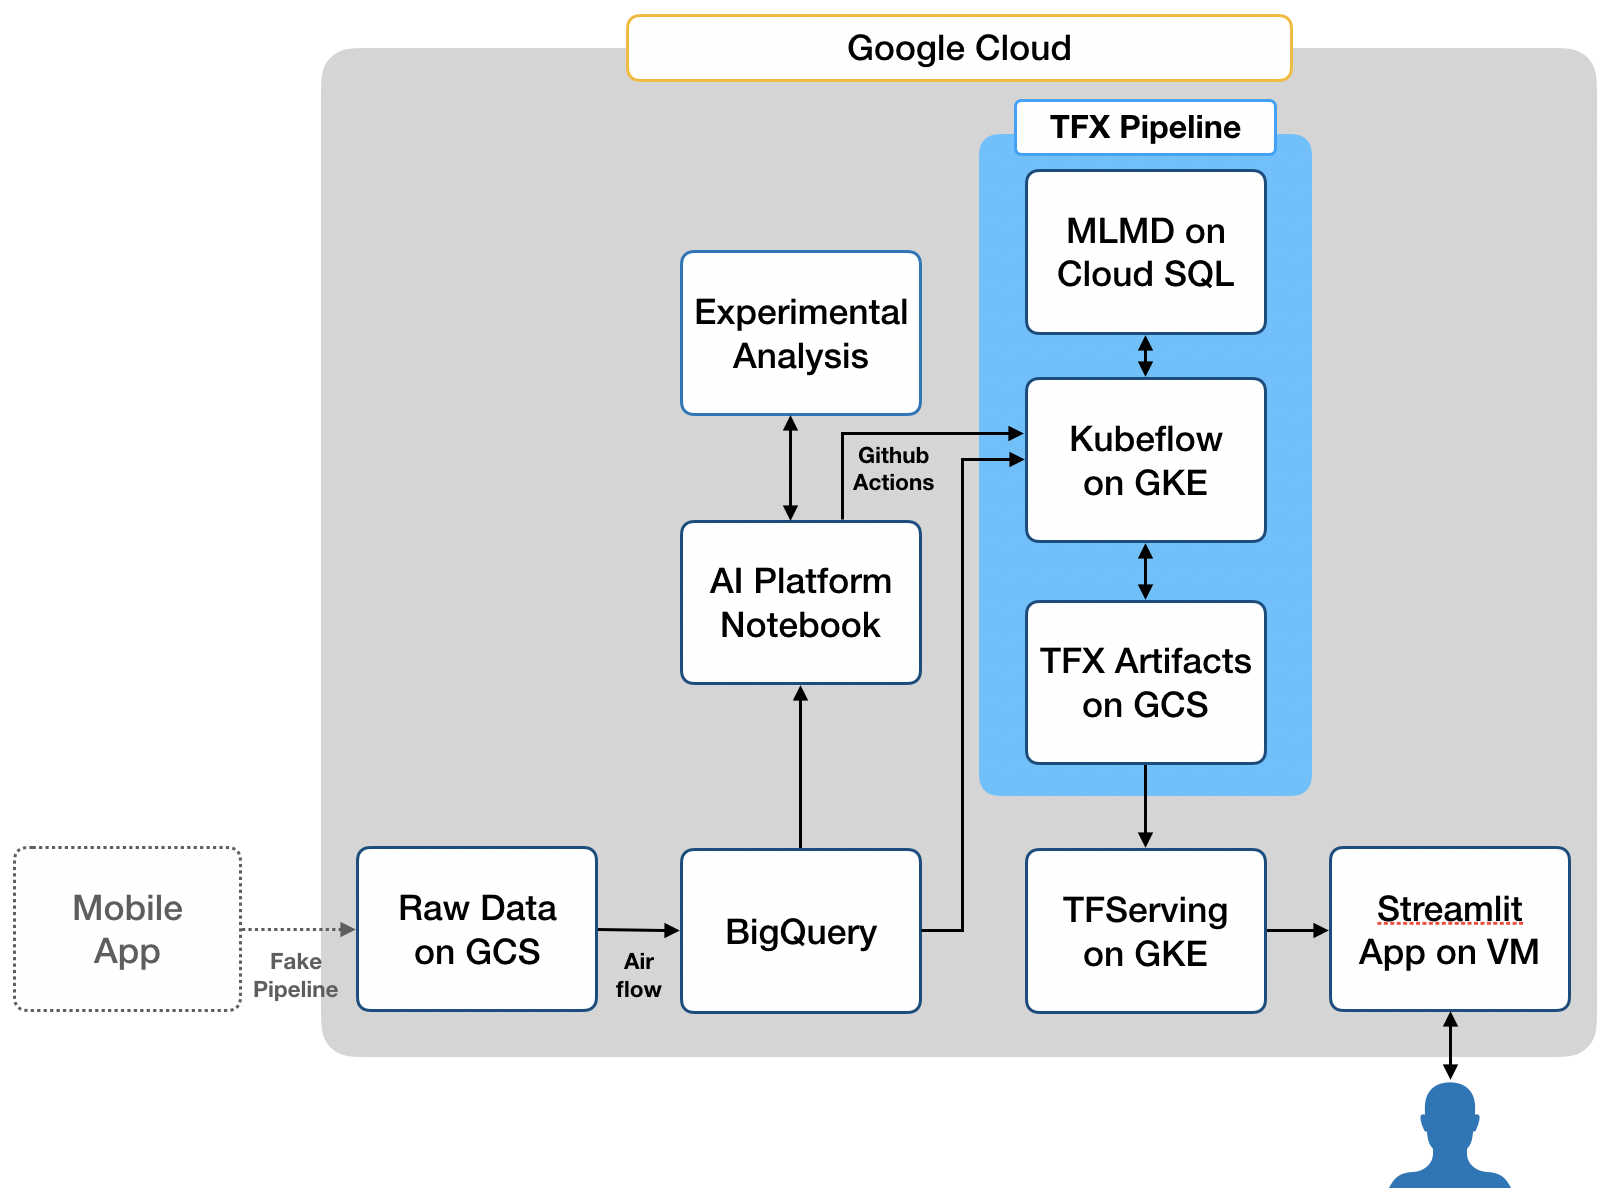 Google Cloud
TFX Pipeline
MLMD on
Cloud SQL
Experimental
Analysis
Github
Actions
Kubeflow
on GKE
AI Platform
Notebook
TFX Artifacts
on GCS
Mobile
App
Fake
Pipeline
Raw Data
on GCS
Air
flow
BigQuery
TFServing
on GKE
Streamlit
App on VM